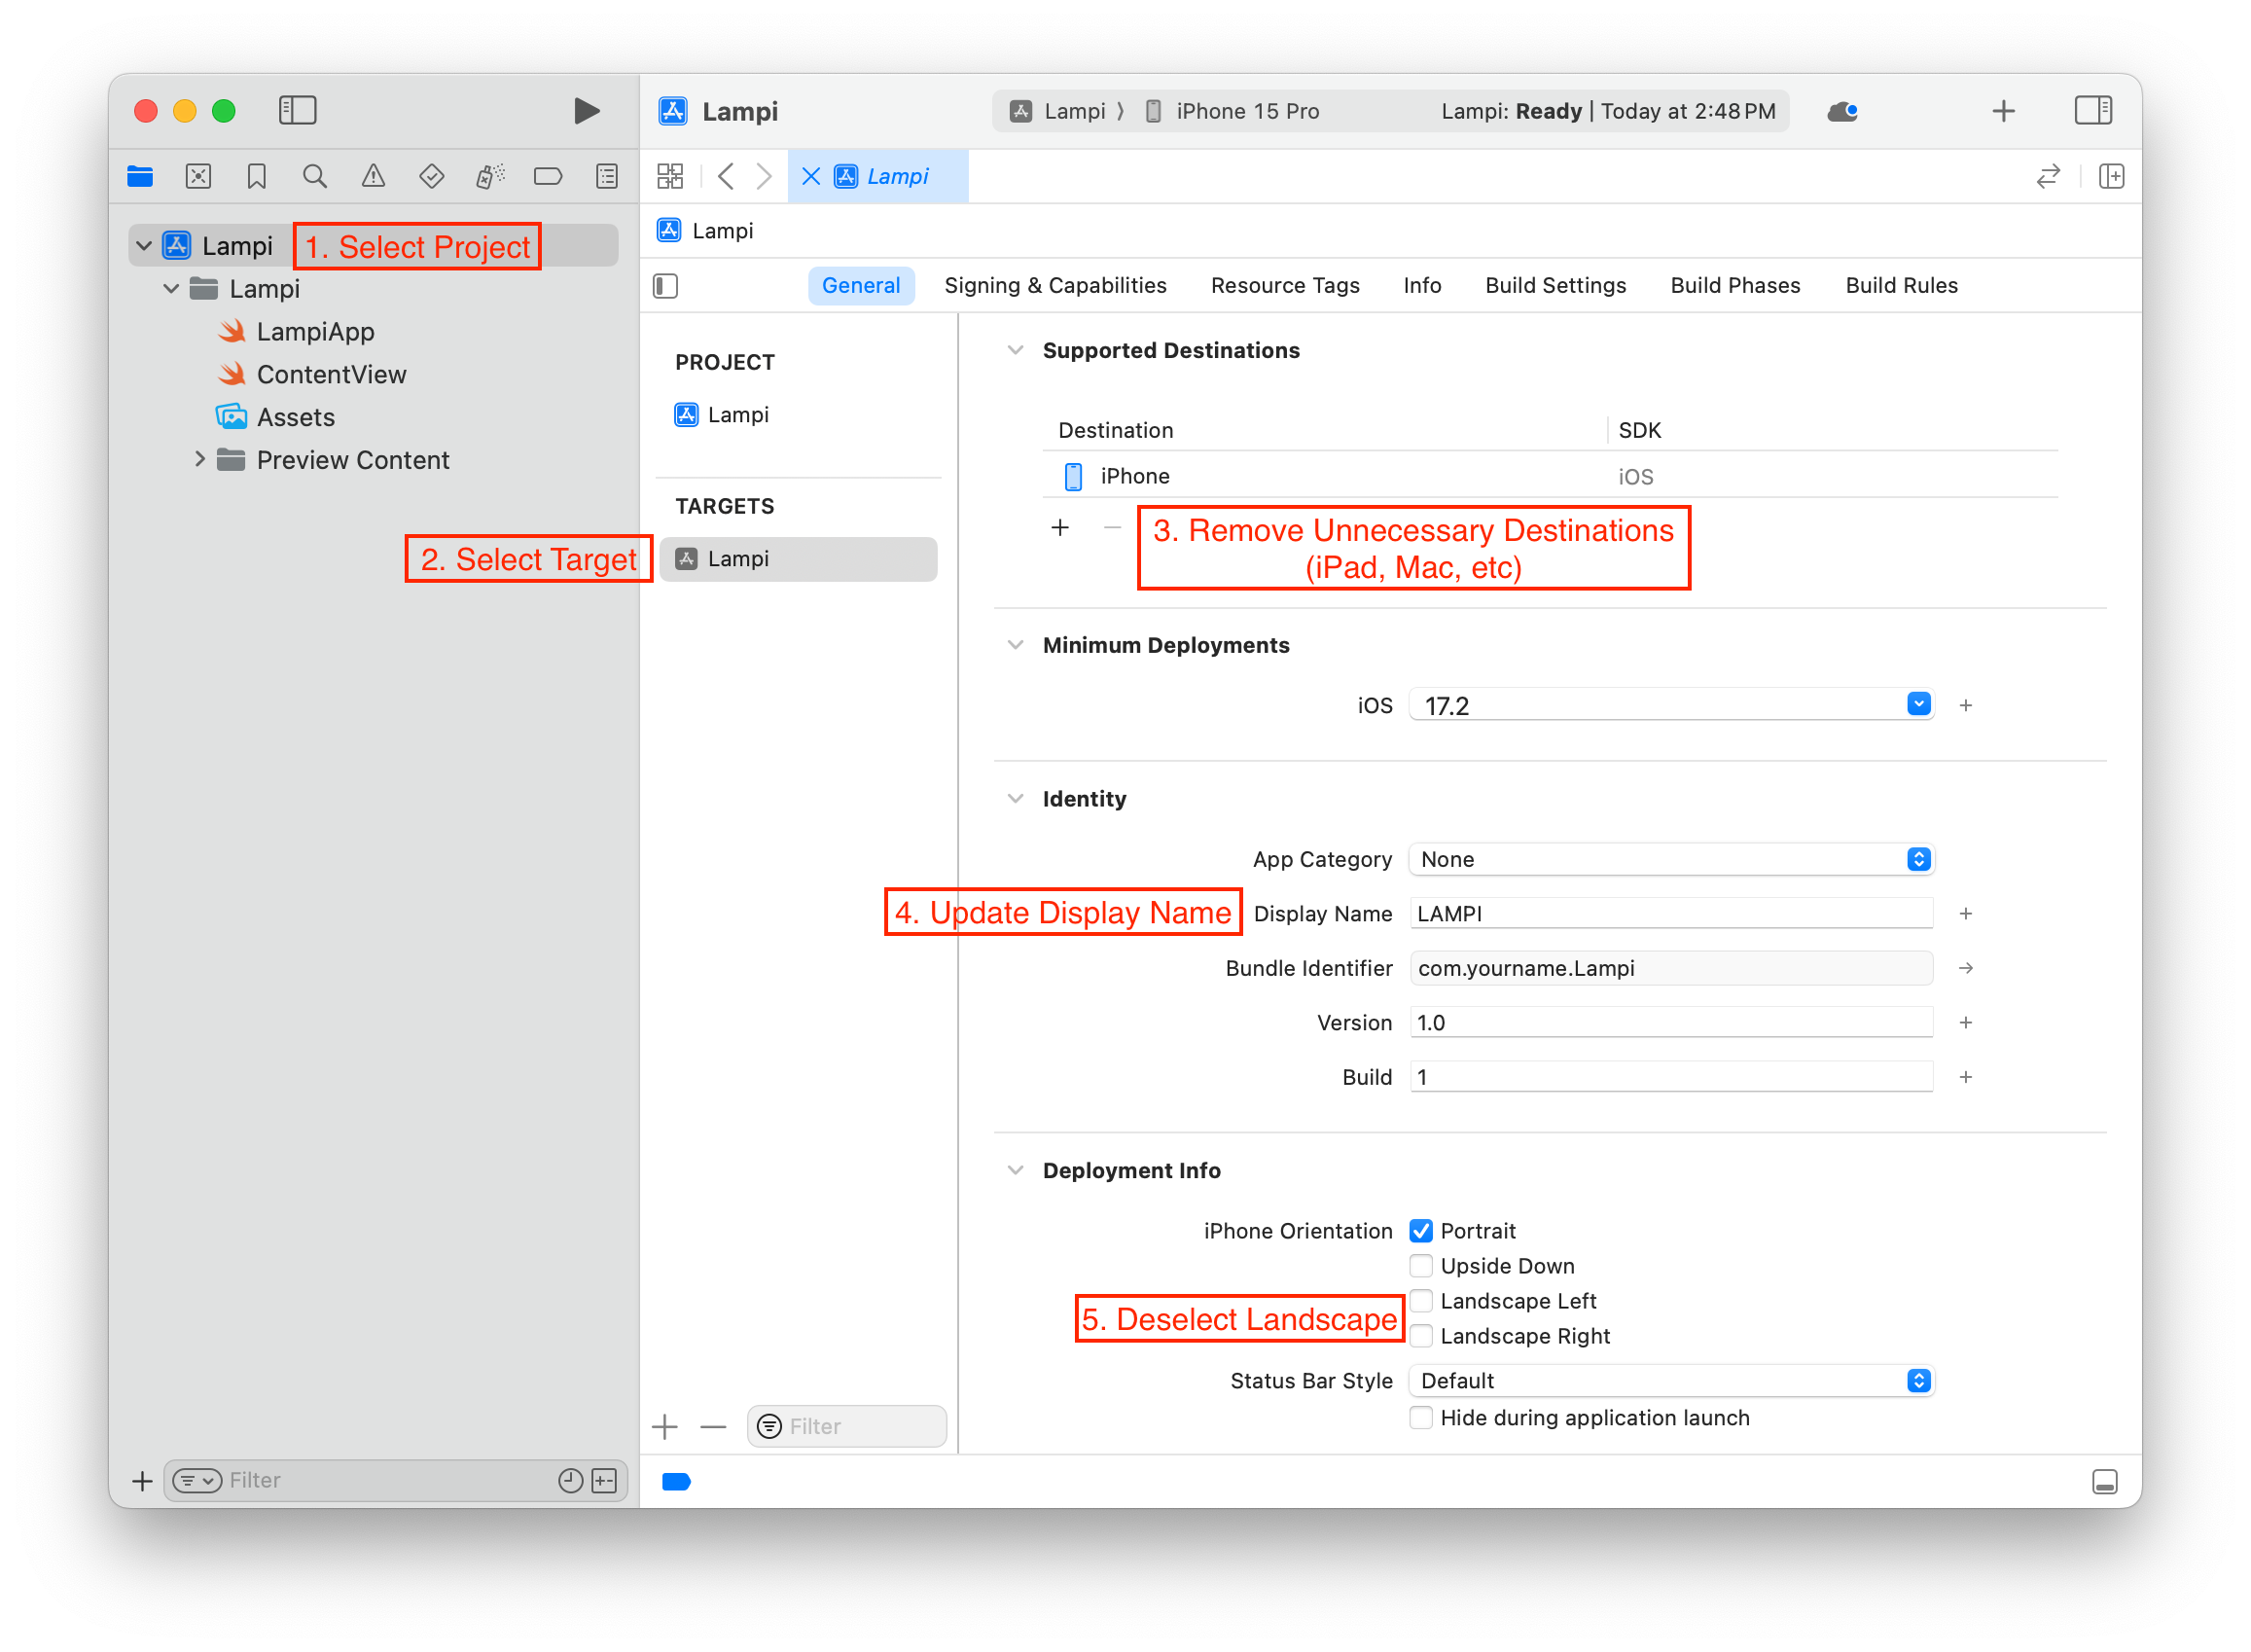 Lampi
Lampi 〉 iPhone 15 Pro
Lampi: Ready | Today at 2:48 PM
Lampi
Lampi
Lampi
1. Select Project
Lampi
LampiApp
ContentView
Assets
Preview Content
General
Signing & Capabilities
Resource Tags
Info
Build Settings
Build Phases
Build Rules
PROJECT
Lampi
TARGETS
2. Select Target
Lampi
Supported Destinations
Destination
SDK
iPhone
iOS
3. Remove Unnecessary Destinations
(iPad, Mac, etc)
Minimum Deployments
iOS
17.2
Identity
App Category
None
4. Update Display Name
Display Name
LAMPI
Bundle Identifier
com.yourname.Lampi
Version
1.0
Build
1
Deployment Info
iPhone Orientation
Portrait
Upside Down
5. Deselect Landscape
Landscape Left
Landscape Right
Status Bar Style
Default
Hide during application launch
Filter
Filter